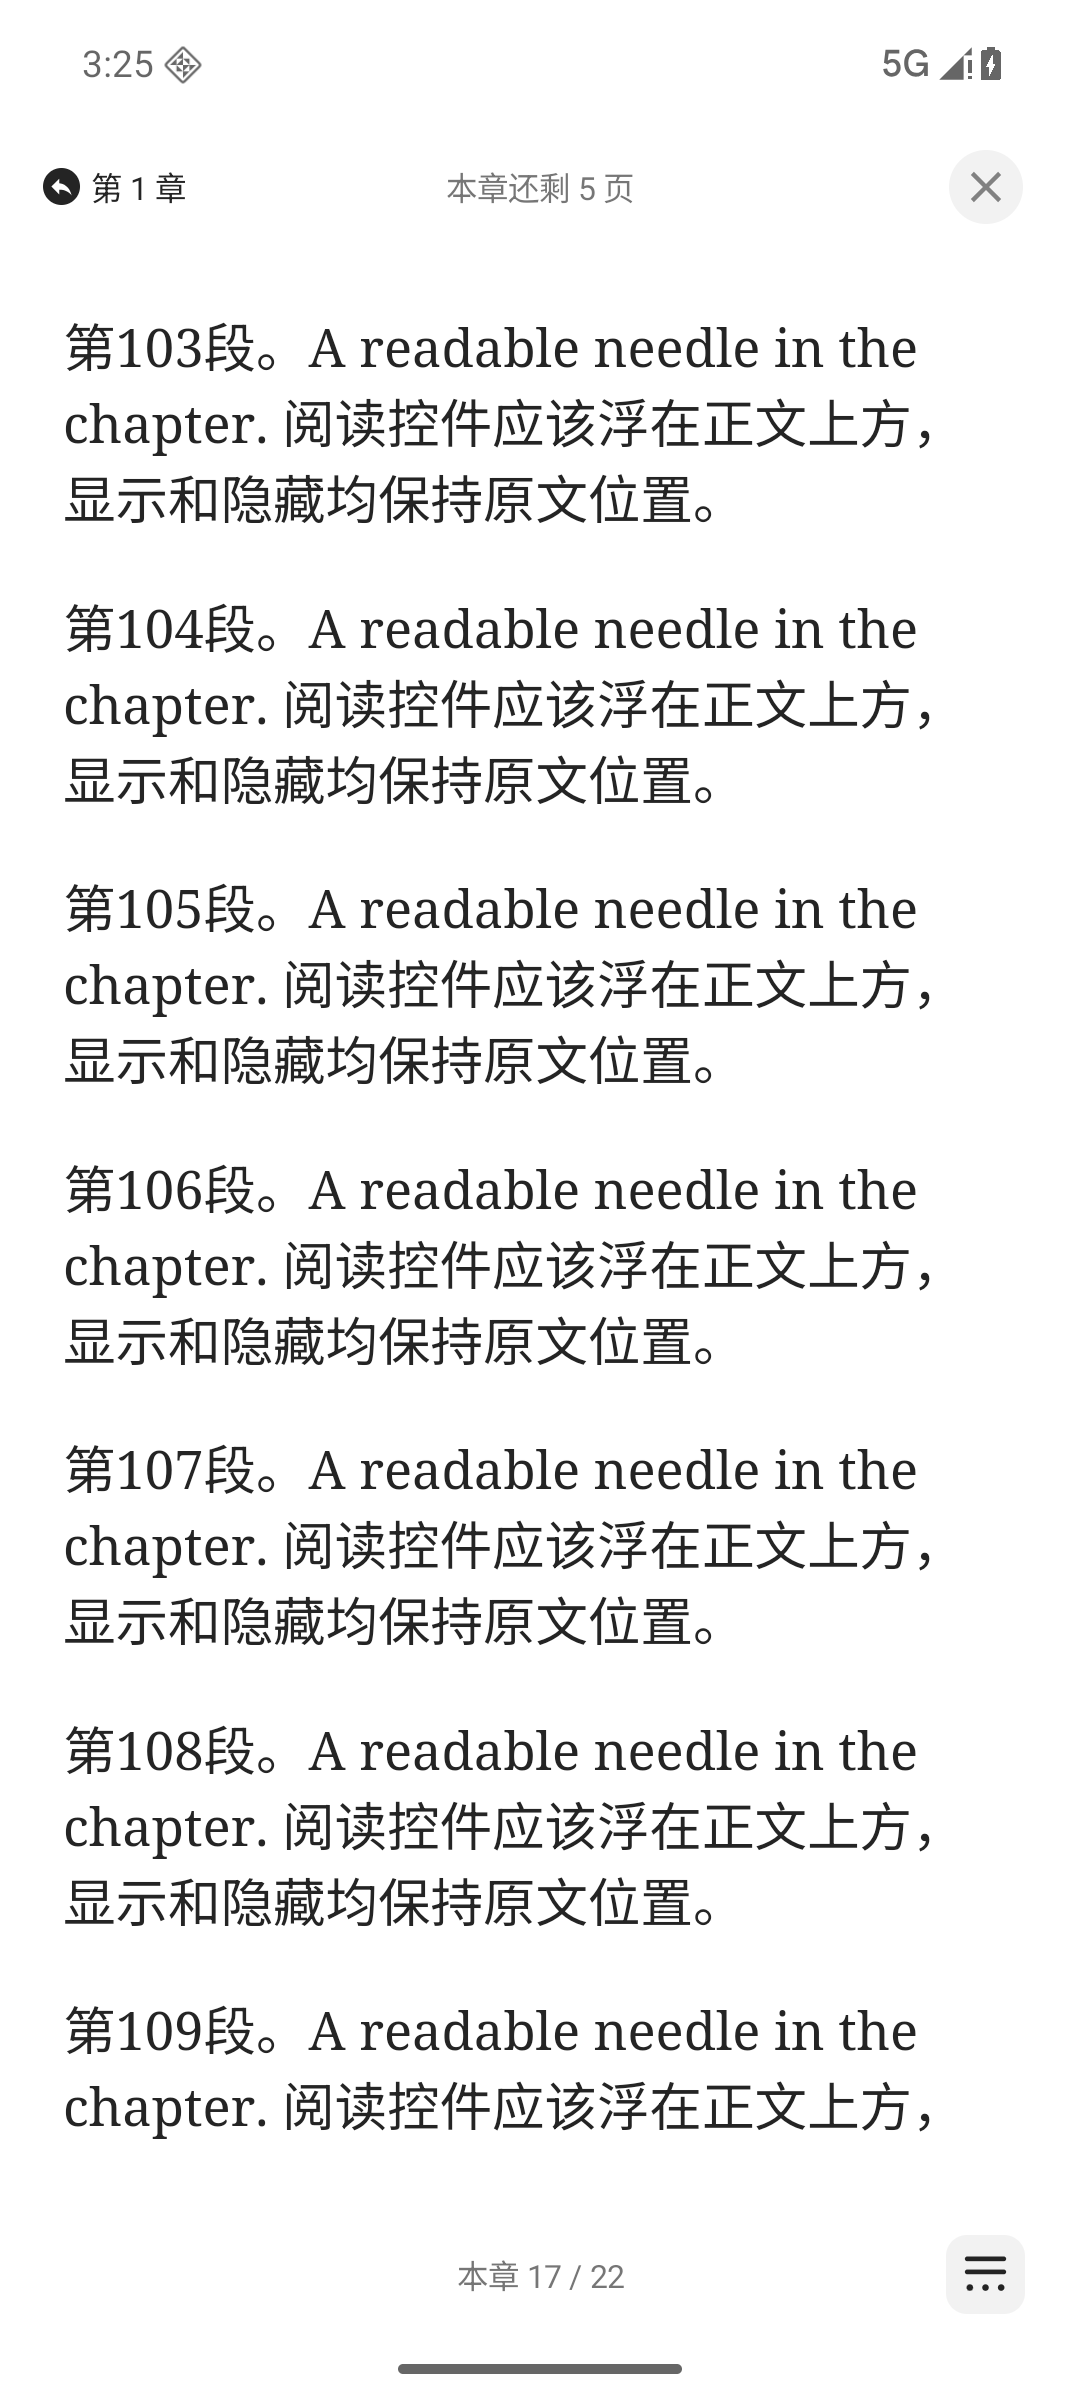 3:25
5G
第 1 章
本章还剩 5 页
第103段。A readable needle in the
chapter. 阅读控件应该浮在正文上方，
显示和隐藏均保持原文位置。
第104段。A readable needle in the
chapter. 阅读控件应该浮在正文上方，
显示和隐藏均保持原文位置。
第105段。A readable needle in the
chapter. 阅读控件应该浮在正文上方，
显示和隐藏均保持原文位置。
第106段。A readable needle in the
chapter. 阅读控件应该浮在正文上方，
显示和隐藏均保持原文位置。
第107段。A readable needle in the
chapter. 阅读控件应该浮在正文上方，
显示和隐藏均保持原文位置。
第108段。A readable needle in the
chapter. 阅读控件应该浮在正文上方，
显示和隐藏均保持原文位置。
第109段。A readable needle in the
chapter. 阅读控件应该浮在正文上方，
本章 17 / 22